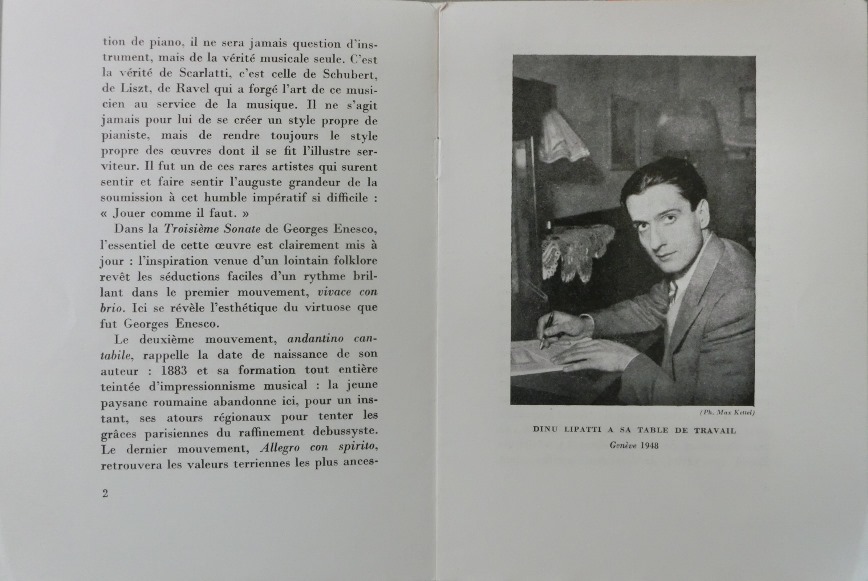 tion de piano, il ne sera jamais question d'ins-
trument, mais de la vérité musicale seule. C'est
la vérité de Scarlatti, c'est celle de Schubert,
de Liszt, de Ravel qui a forgé l'art de ce musi-
cien au service de la musique. Il ne s'agit
jamais pour lui de se créer un style propre de
pianiste, mais de rendre toujours le style
propre des œuvres dont il se fit l'illustre ser-
viteur. Il fut un de ces rares artistes qui surent
sentir et faire sentir l'auguste grandeur de la
soumission à cet humble impératif si difficile :
« Jouer comme il faut. »
Dans la Troisième Sonate de Georges Enesco,
l'essentiel de cette œuvre est clairement mis à
jour : l'inspiration venue d'un lointain folklore
revêt les séductions faciles d'un rythme bril-
lant dans le premier mouvement, vivace con
brio. Ici se révèle l'esthétique du virtuose que
fut Georges Enesco.
Le deuxième mouvement, andantino can-
tabile, rappelle la date de naissance de son
auteur : 1883 et sa formation tout entière
teintée d'impressionnisme musical : la jeune
paysane roumaine abandonne ici, pour un ins-
tant, ses atours régionaux pour tenter les
grâces parisiennes du raffinement debussyste.
Le dernier mouvement, Allegro con spirito,
retrouvera les valeurs terriennes les plus ances-
2
(Ph. Max Kettel)
DINU LIPATTI A SA TABLE DE TRAVAIL
Genève 1948